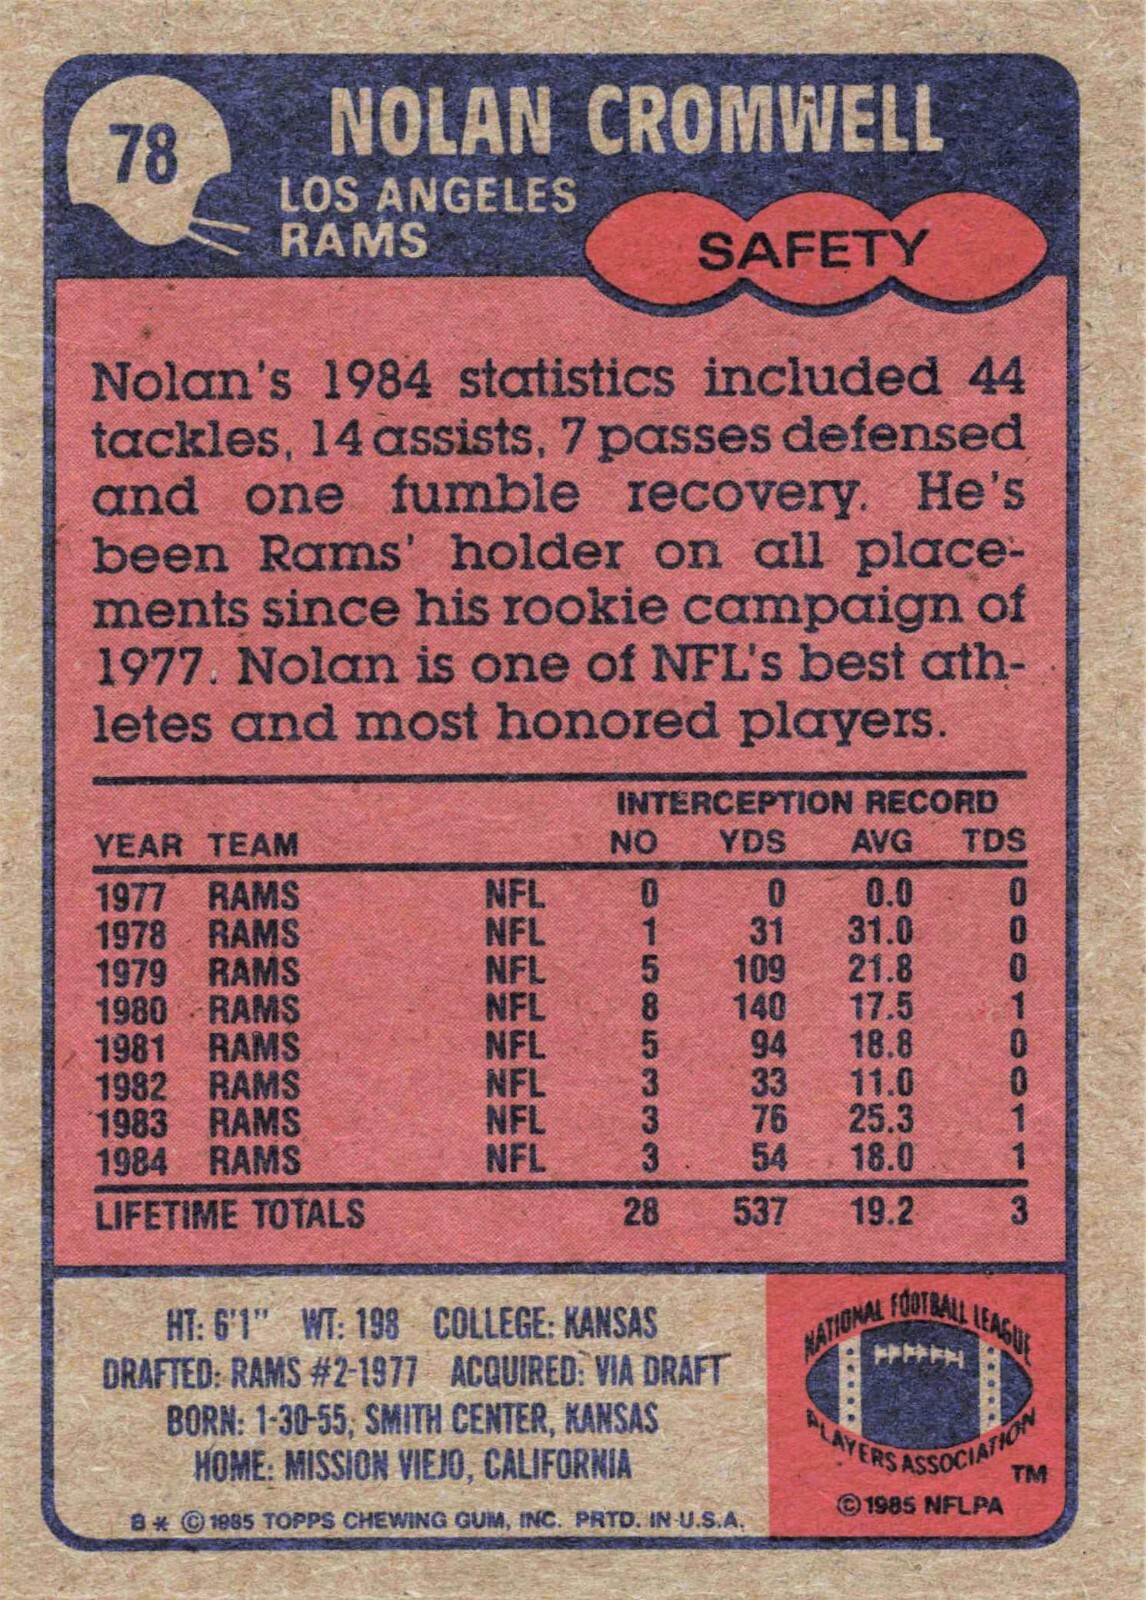 78
NOLAN CROMWELL
LOS ANGELES
RAMS
SAFETY
Nolan's 1984 statistics included 44
tackles, 14 assists, 7 passes defensed
and one fumble recovery. He's
been Rams' holder on all place-
ments since his rookie campaign of
1977. Nolan is one of NFL's best ath-
letes and most honored players.
INTERCEPTION RECORD
YEAR TEAM NO YDS AVG TDS
1977 RAMS NFL 0 0 0.0 0
1978 RAMS NFL 1 31 31.0 0
1979 RAMS NFL 5 109 21.8 0
1980 RAMS NFL 8 140 17.5 1
1981 RAMS NFL 5 94 18.8 0
1982 RAMS NFL 3 33 11.0 0
1983 RAMS NFL 3 76 25.3 1
1984 RAMS NFL 3 54 18.0 1
LIFETIME TOTALS 28 537 19.2 3
HT: 6'1" WT: 198 COLLEGE: KANSAS
DRAFTED: RAMS #2-1977 ACQUIRED: VIA DRAFT
BORN: 1-30-55, SMITH CENTER, KANSAS
HOME: MISSION VIEJO, CALIFORNIA
B * © 1985 TOPPS CHEWING GUM, INC. PRTD. IN U.S.A.
NATIONAL FOOTBALL LEAGUE
PLAYERS ASSOCIATION
TM
© 1985 NFLPA